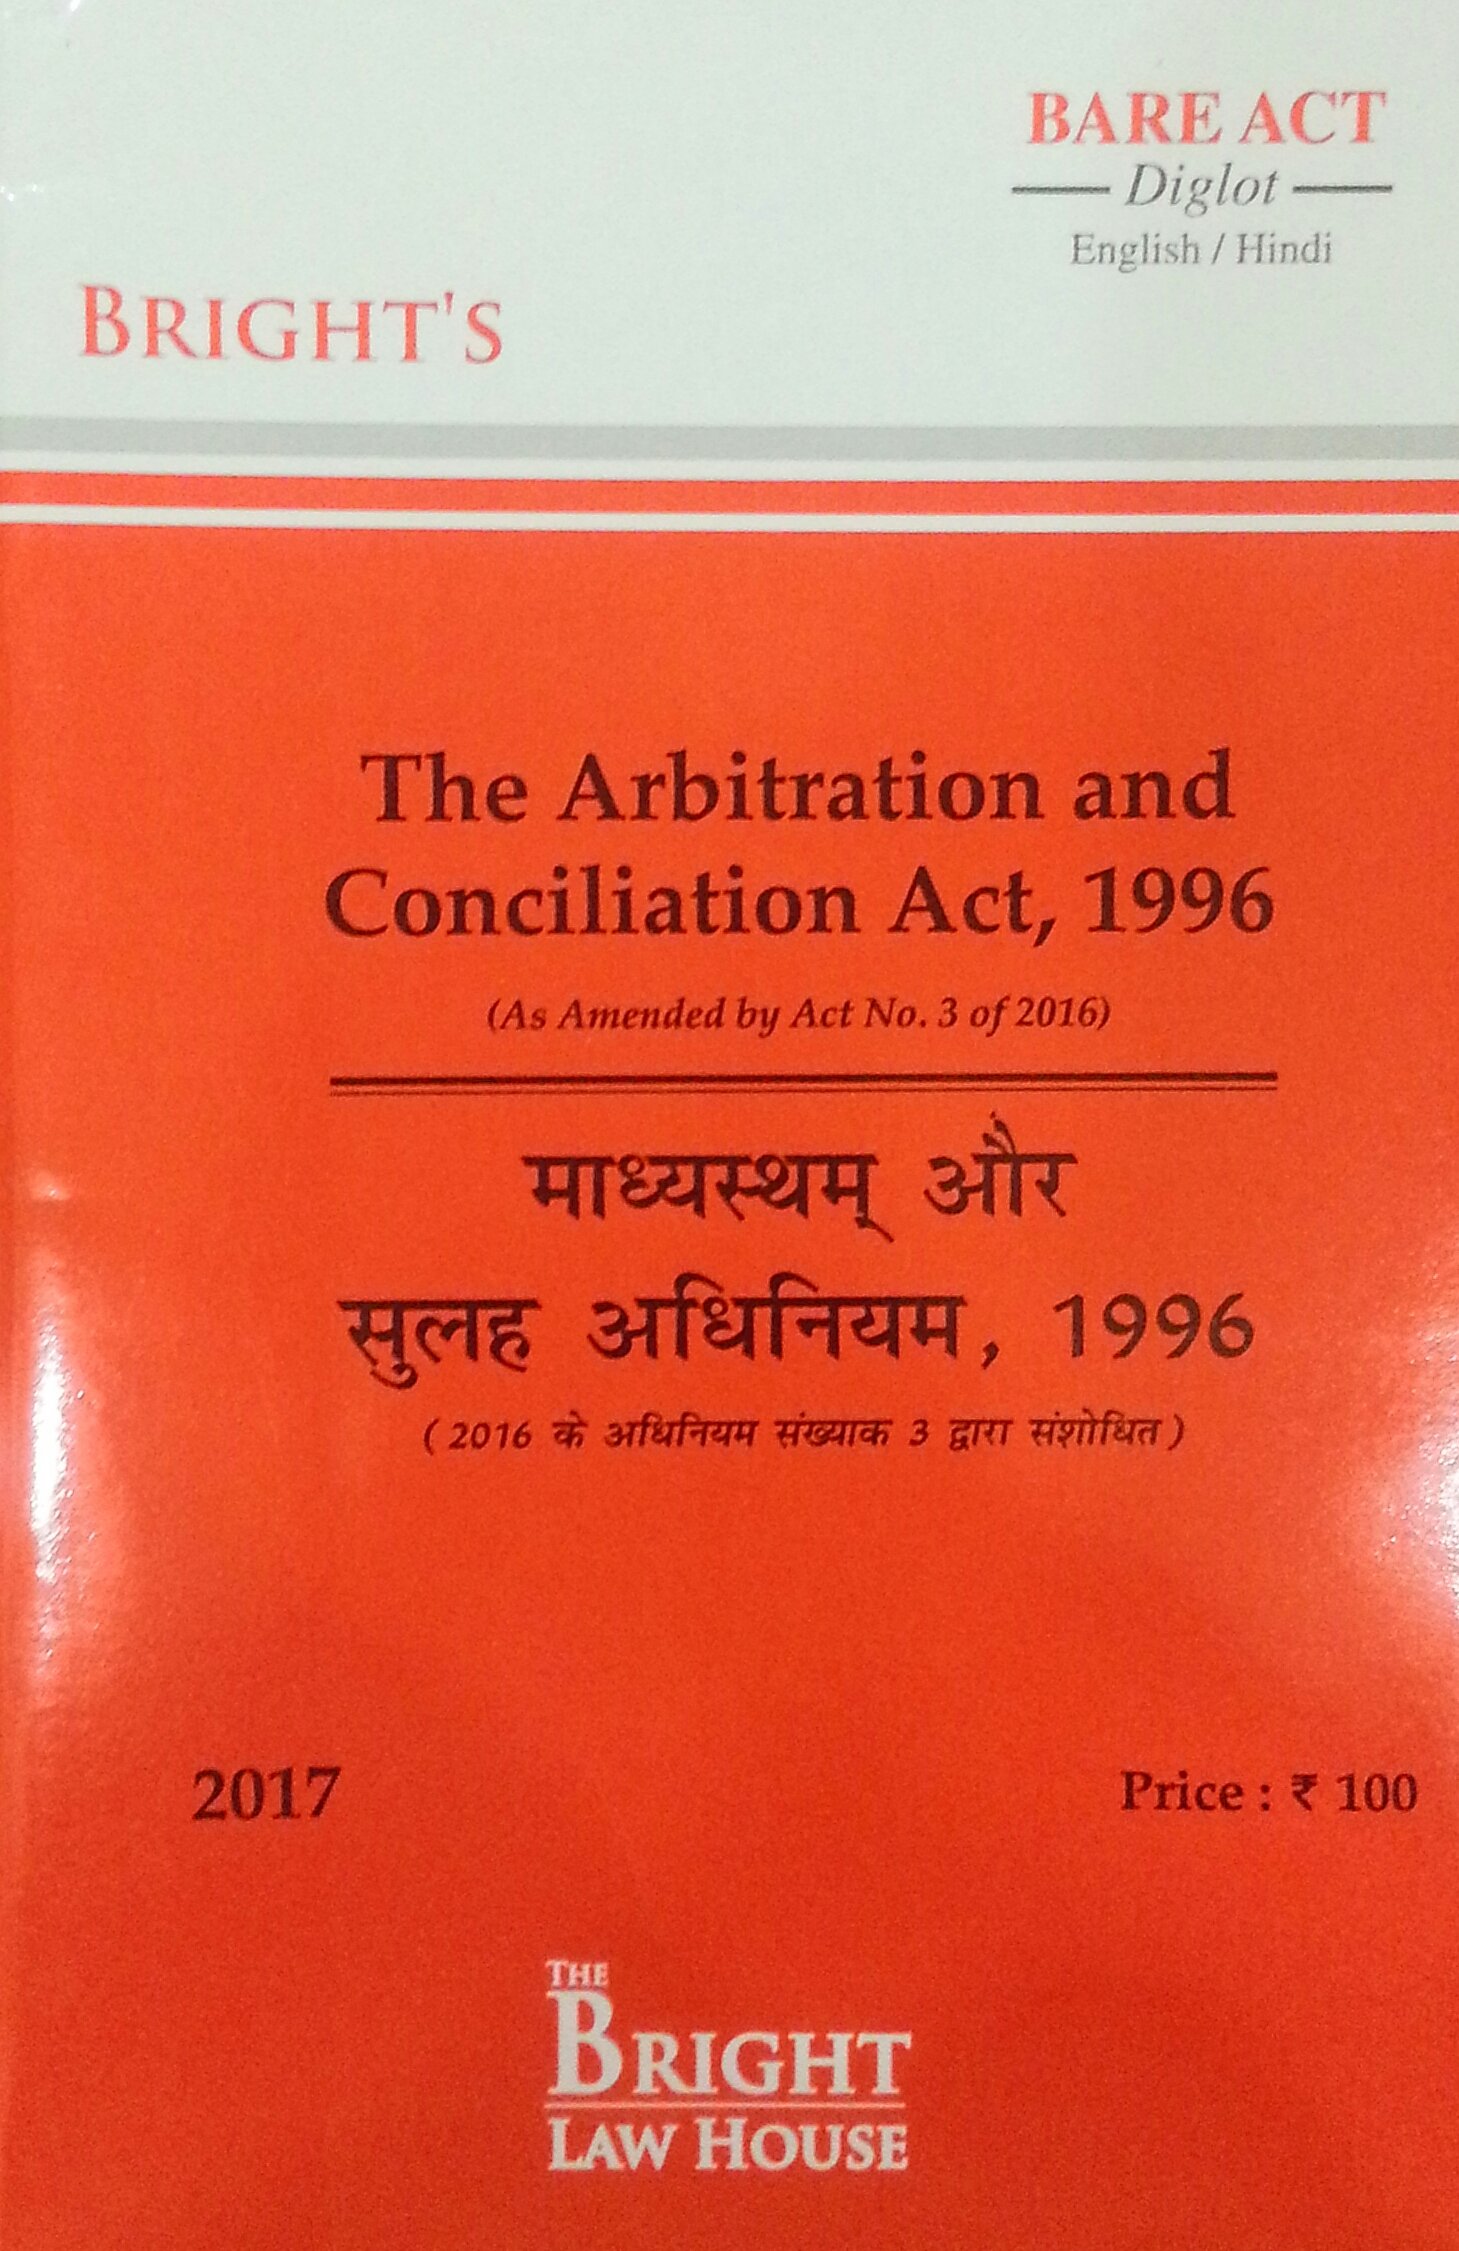 BARE ACT
Diglot
English / Hindi
BRIGHT'S
The Arbitration and
Conciliation Act, 1996
(As Amended by Act No. 3 of 2016)
माध्यस्थम् और
सुलह अधिनियम, 1996
(2016 के अधिनियम संख्याक 3 द्वारा संशोधित)
2017
Price : ₹ 100
THE
BRIGHT
LAW HOUSE